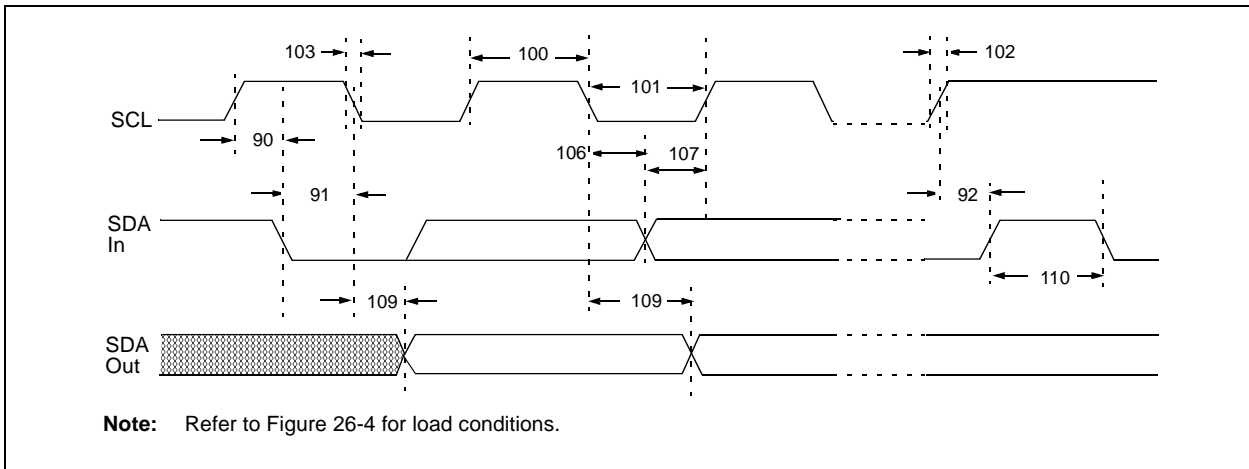 103
100
102
101
SCL
90
106
107
91
92
SDA
In
110
109
109
SDA
Out
Note: Refer to Figure 26-4 for load conditions.